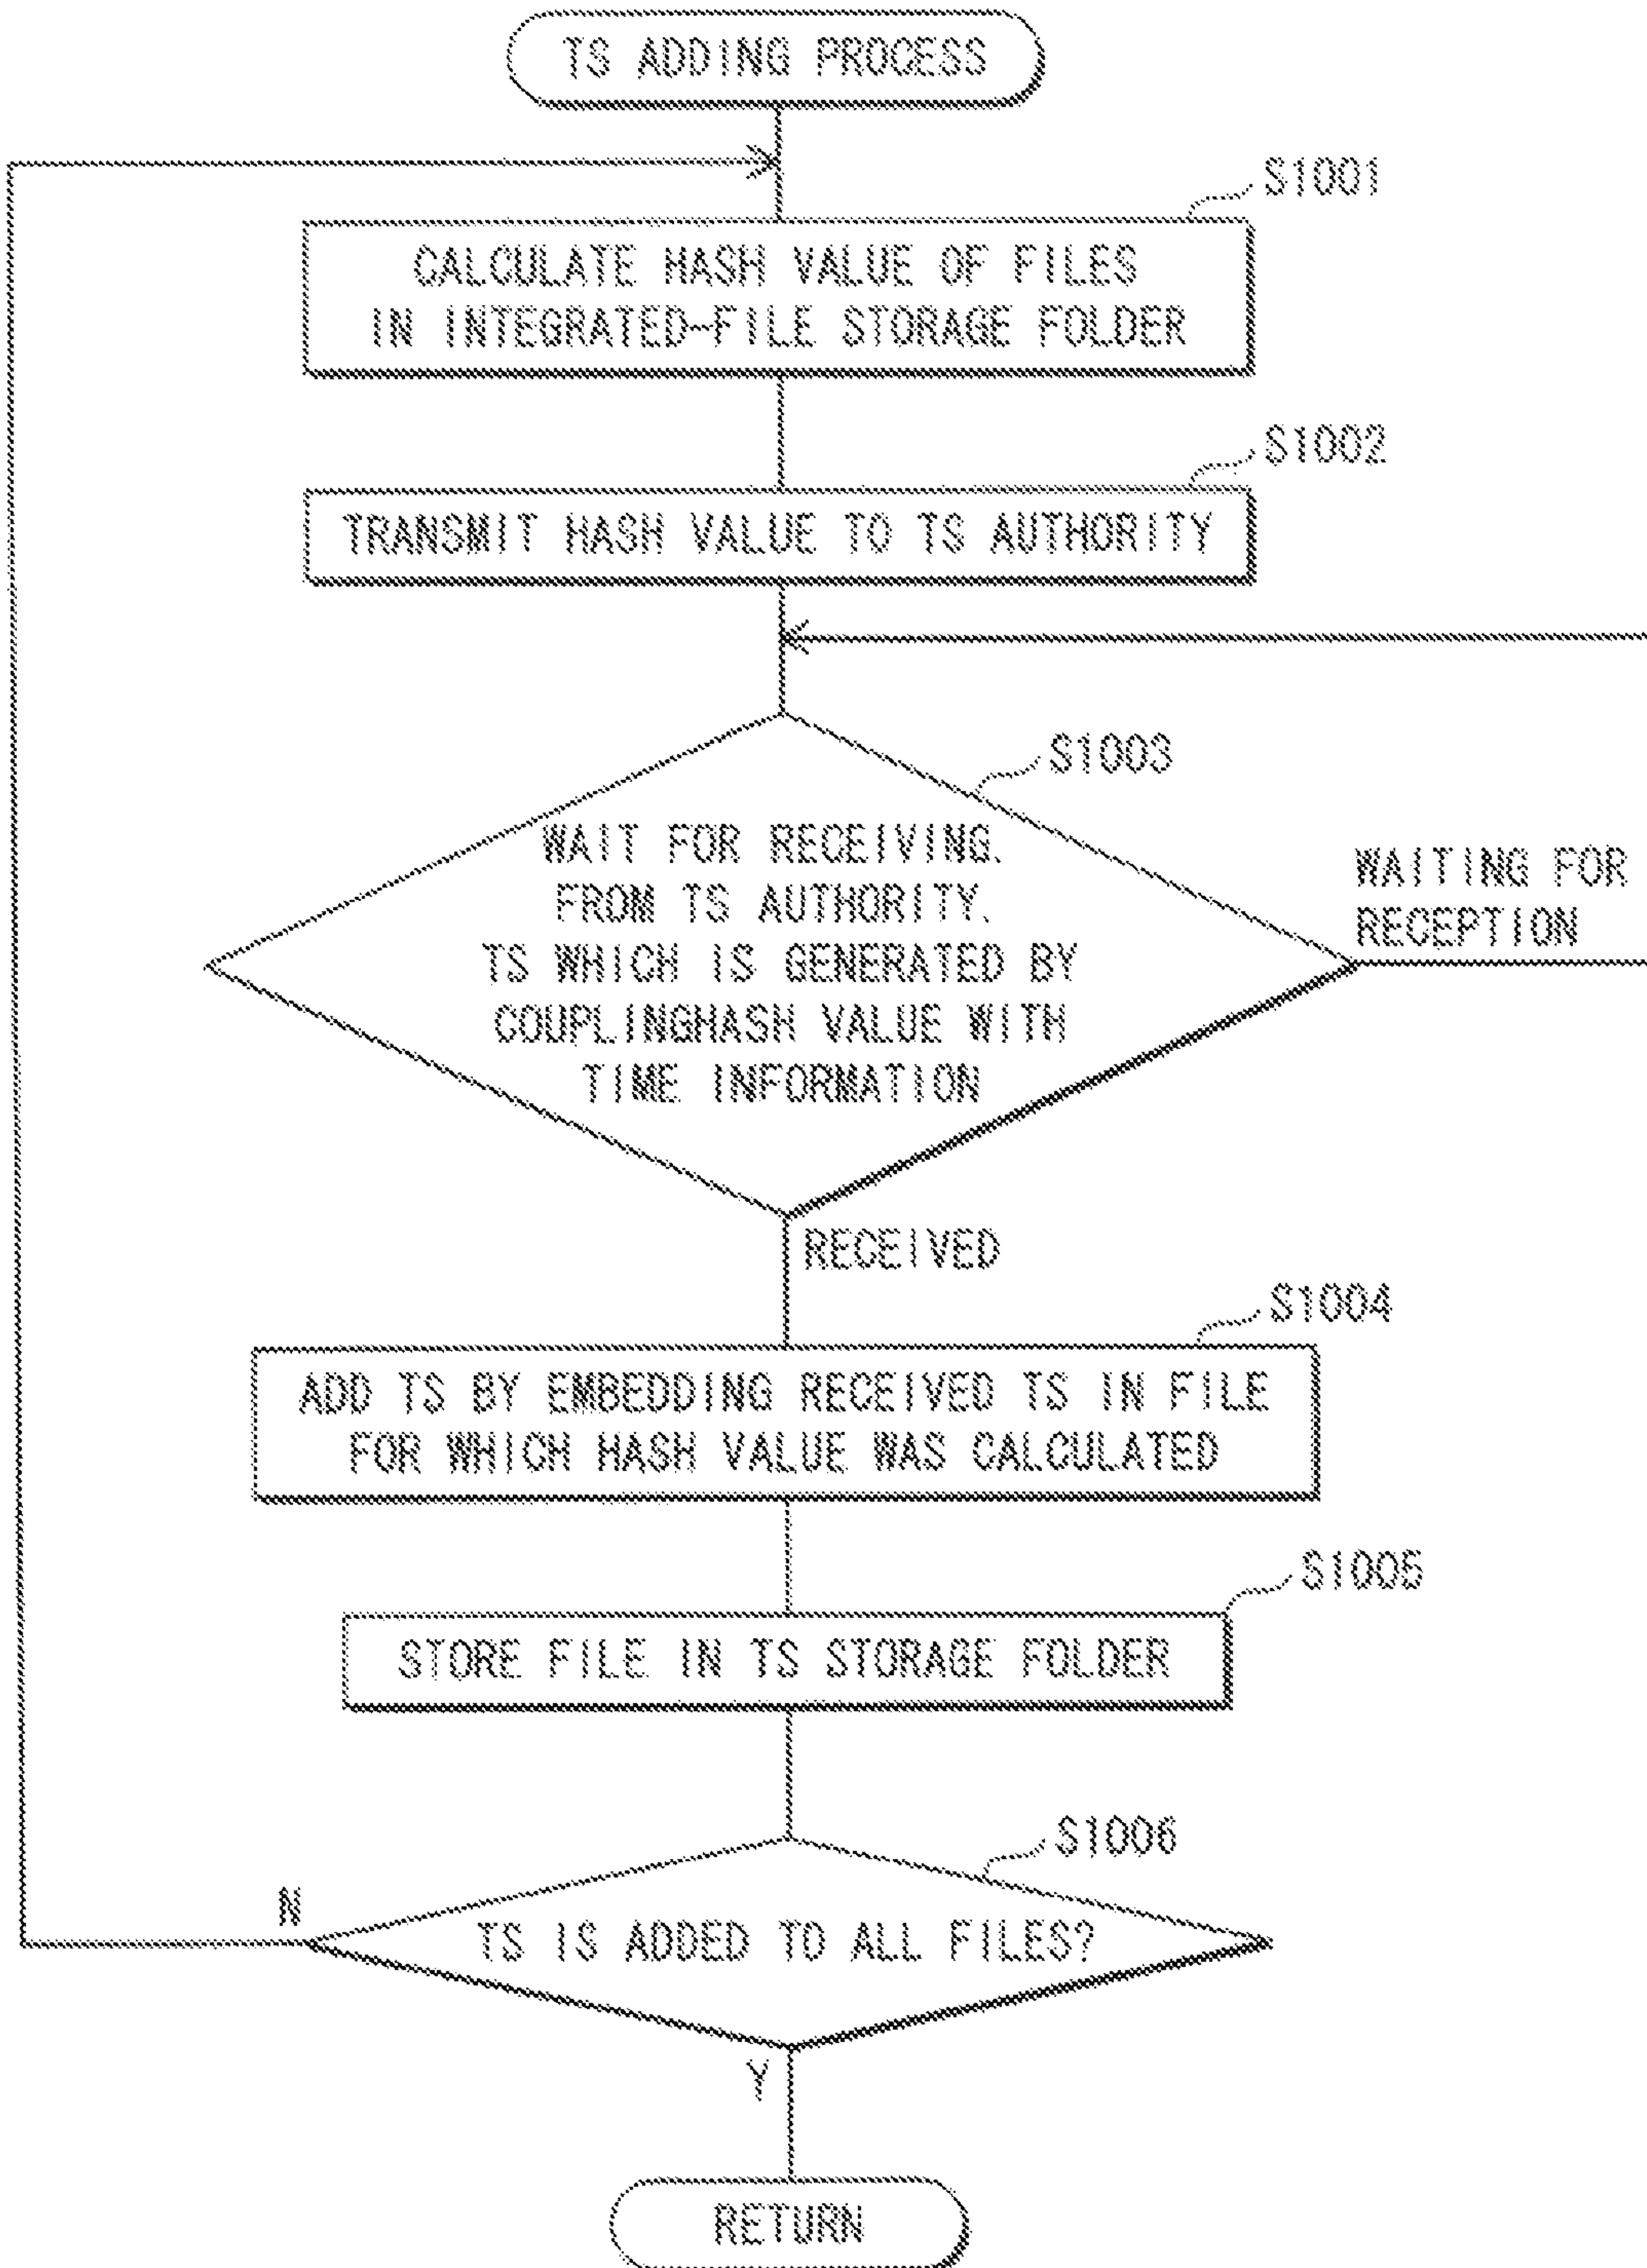 TS ADDING PROCESS
S1001
CALCULATE HASH VALUE OF FILES
IN INTEGRATED-FILE STORAGE FOLDER
S1002
TRANSMIT HASH VALUE TO TS AUTHORITY
S1003
WAIT FOR RECEIVING,
FROM TS AUTHORITY,
TS WHICH IS GENERATED BY
COUPLINGHASH VALUE WITH
TIME INFORMATION
WAITING FOR
RECEPTION
RECEIVED
S1004
ADD TS BY EMBEDDING RECEIVED TS IN FILE
FOR WHICH HASH VALUE WAS CALCULATED
S1005
STORE FILE IN TS STORAGE FOLDER
S1006
N
TS IS ADDED TO ALL FILES?
Y
RETURN